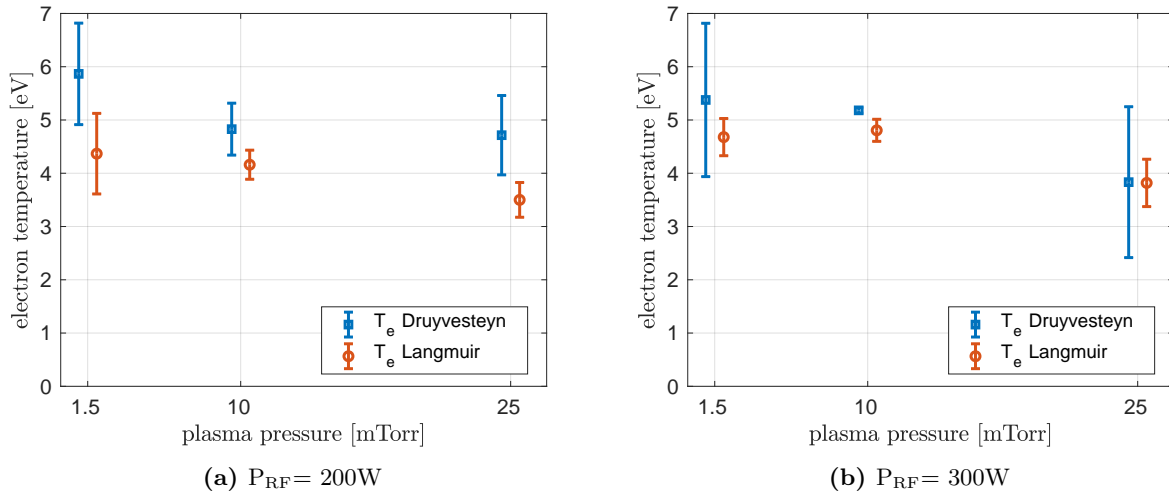 electron temperature [eV]
7
6
5
4
3
2
1
0
T_e Druyvesteyn
T_e Langmuir
1.5
10
25
plasma pressure [mTorr]
(a) P_RF= 200W
electron temperature [eV]
7
6
5
4
3
2
1
0
T_e Druyvesteyn
T_e Langmuir
1.5
10
25
plasma pressure [mTorr]
(b) P_RF= 300W